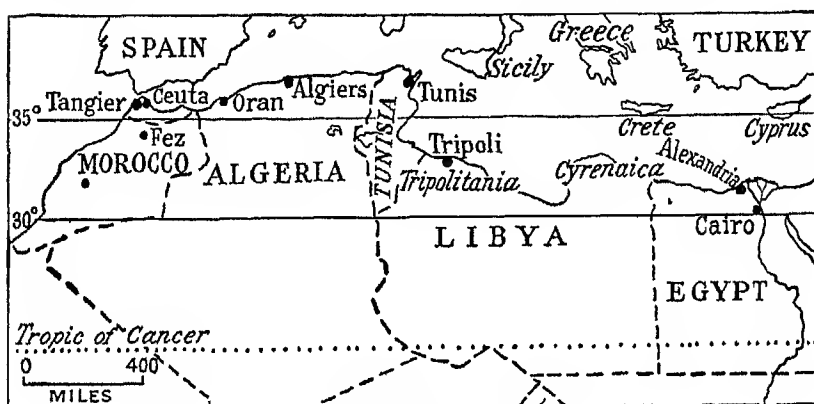 SPAIN
Greece
TURKEY
Sicily
Tangier
Ceuta
Oran
Algiers
Tunis
35°
Fez
Crete
Cyprus
MOROCCO
ALGERIA
TUNISIA
Tripoli
Tripolitania
Cyrenaica
Alexandria
30°
LIBYA
Cairo
EGYPT
Tropic of Cancer
0 400
MILES